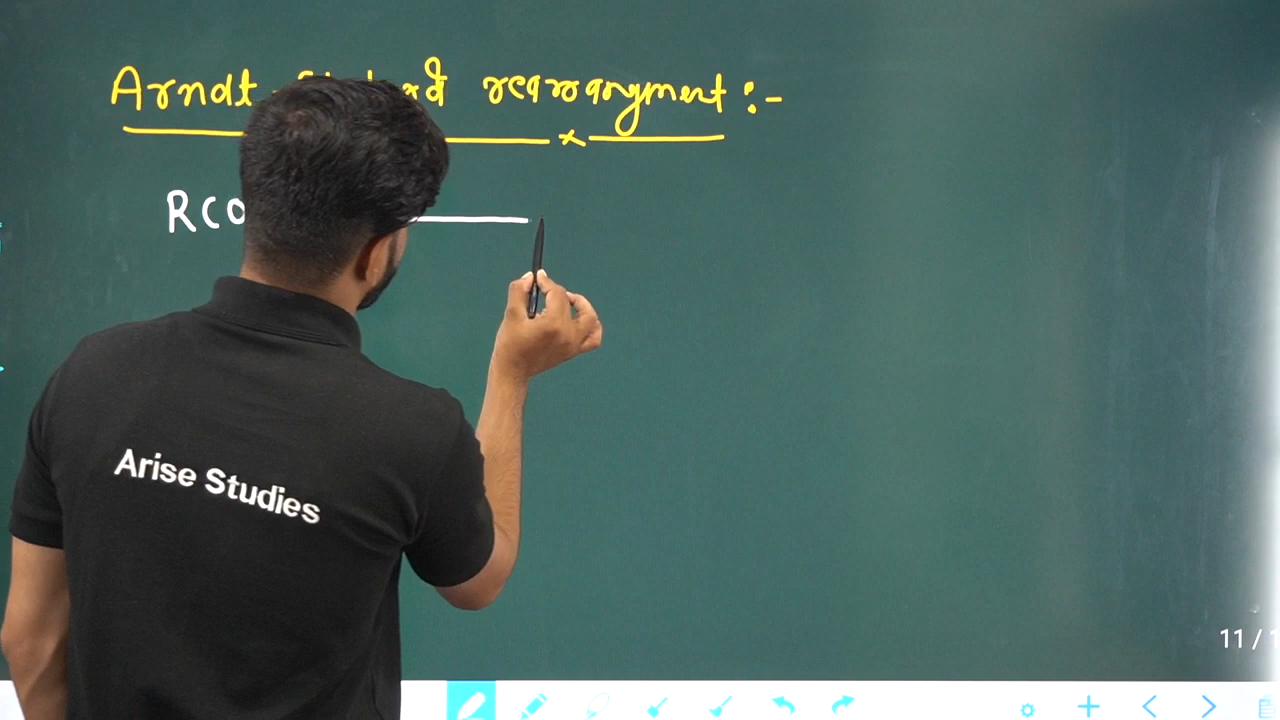 Arndt rearrangment :-
RCO
Arise Studies
11 /